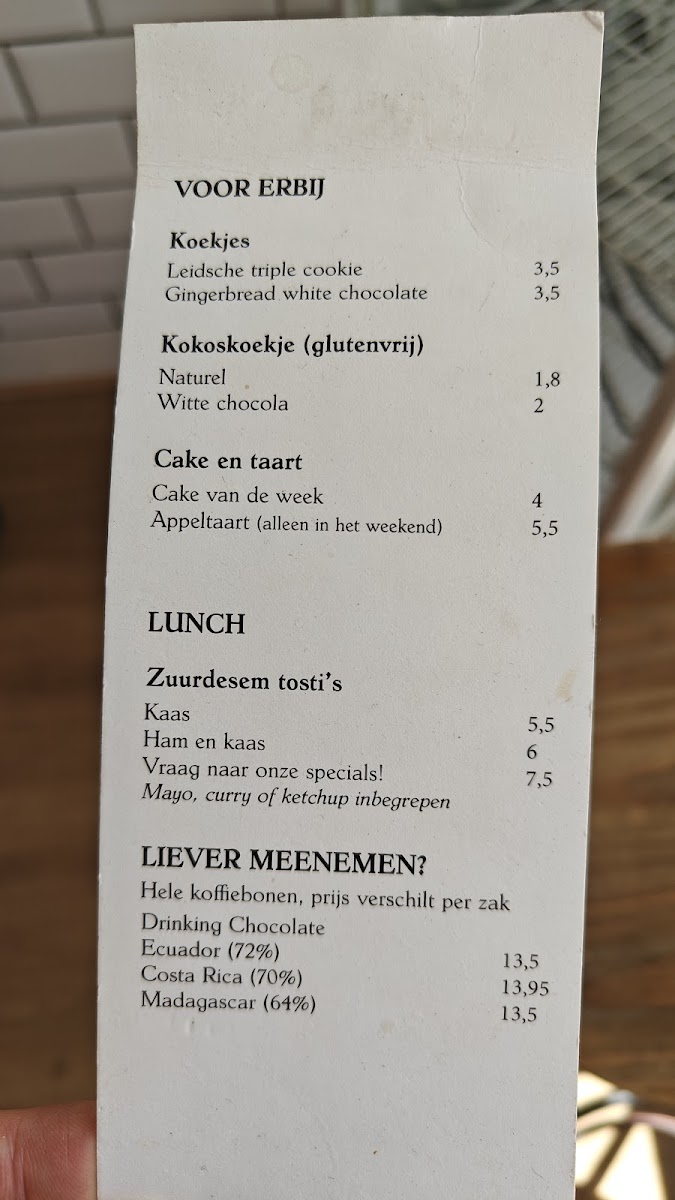 VOOR ERBIJ
Koekjes
Leidsche triple cookie 3,5
Gingerbread white chocolate 3,5
Kokoskoekje (glutenvrij)
Naturel 1,8
Witte chocola 2
Cake en taart
Cake van de week 4
Appeltaart (alleen in het weekend) 5,5
LUNCH
Zuurdesem tosti's
Kaas 5,5
Ham en kaas 6
Vraag naar onze specials! 7,5
Mayo, curry of ketchup inbegrepen
LIEVER MEENEMEN?
Hele koffiebonen, prijs verschilt per zak
Drinking Chocolate
Ecuador (72%) 13,5
Costa Rica (70%) 13,95
Madagascar (64%) 13,5